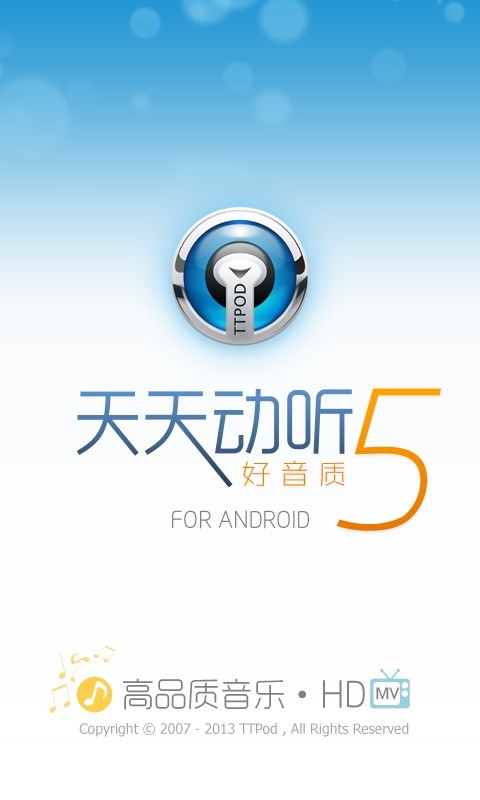 TTPOD
天天动听5
好音质
FOR ANDROID
高品质音乐·HD MV
Copyright © 2007 - 2013 TTPod , All Rights Reserved